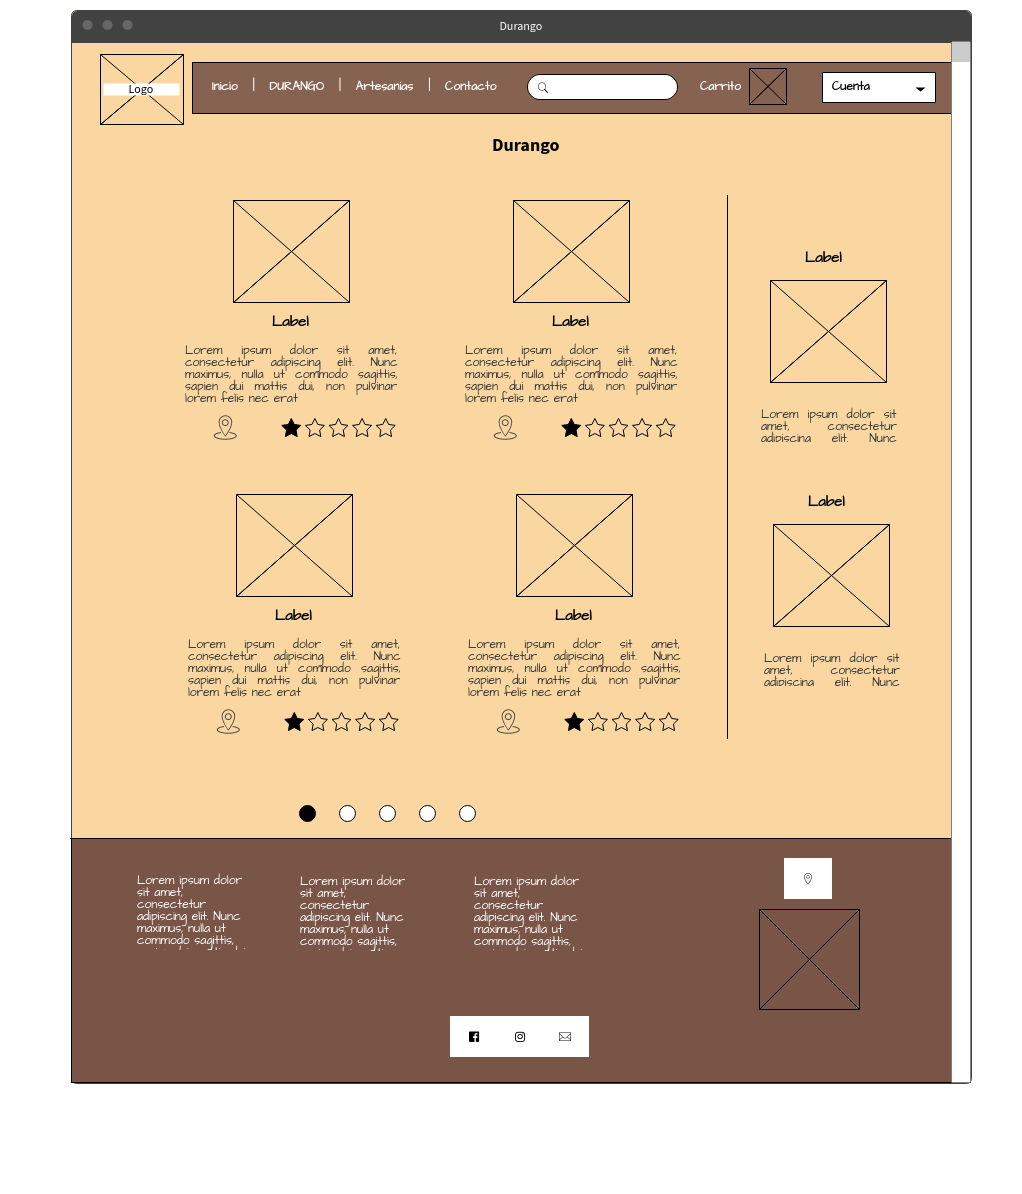 Durango
Logo
Inicio | DURANGO | Artesanias | Contacto
Carrito
Cuenta
Durango
Label
Lorem ipsum dolor sit amet,
consectetur adipiscing elit. Nunc
maximus, nulla ut commodo sagittis,
sapien dui mattis dui, non pulvinar
lorem felis nec erat
Label
Lorem ipsum dolor sit amet,
consectetur adipiscing elit. Nunc
maximus, nulla ut commodo sagittis,
sapien dui mattis dui, non pulvinar
lorem felis nec erat
Label
Lorem ipsum dolor sit
amet, consectetur
adipiscing elit. Nunc
Label
Lorem ipsum dolor sit amet,
consectetur adipiscing elit. Nunc
maximus, nulla ut commodo sagittis,
sapien dui mattis dui, non pulvinar
lorem felis nec erat
Label
Lorem ipsum dolor sit amet,
consectetur adipiscing elit. Nunc
maximus, nulla ut commodo sagittis,
sapien dui mattis dui, non pulvinar
lorem felis nec erat
Label
Lorem ipsum dolor sit
amet, consectetur
adipiscing elit. Nunc
Lorem ipsum dolor
sit amet,
consectetur
adipiscing elit. Nunc
maximus, nulla ut
commodo sagittis,
Lorem ipsum dolor
sit amet,
consectetur
adipiscing elit. Nunc
maximus, nulla ut
commodo sagittis,
Lorem ipsum dolor
sit amet,
consectetur
adipiscing elit. Nunc
maximus, nulla ut
commodo sagittis,